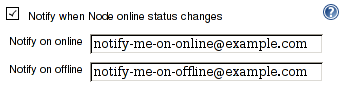 Notify when Node online status changes
?
Notify on online notify-me-on-online@example.com
Notify on offline notify-me-on-offline@example.com